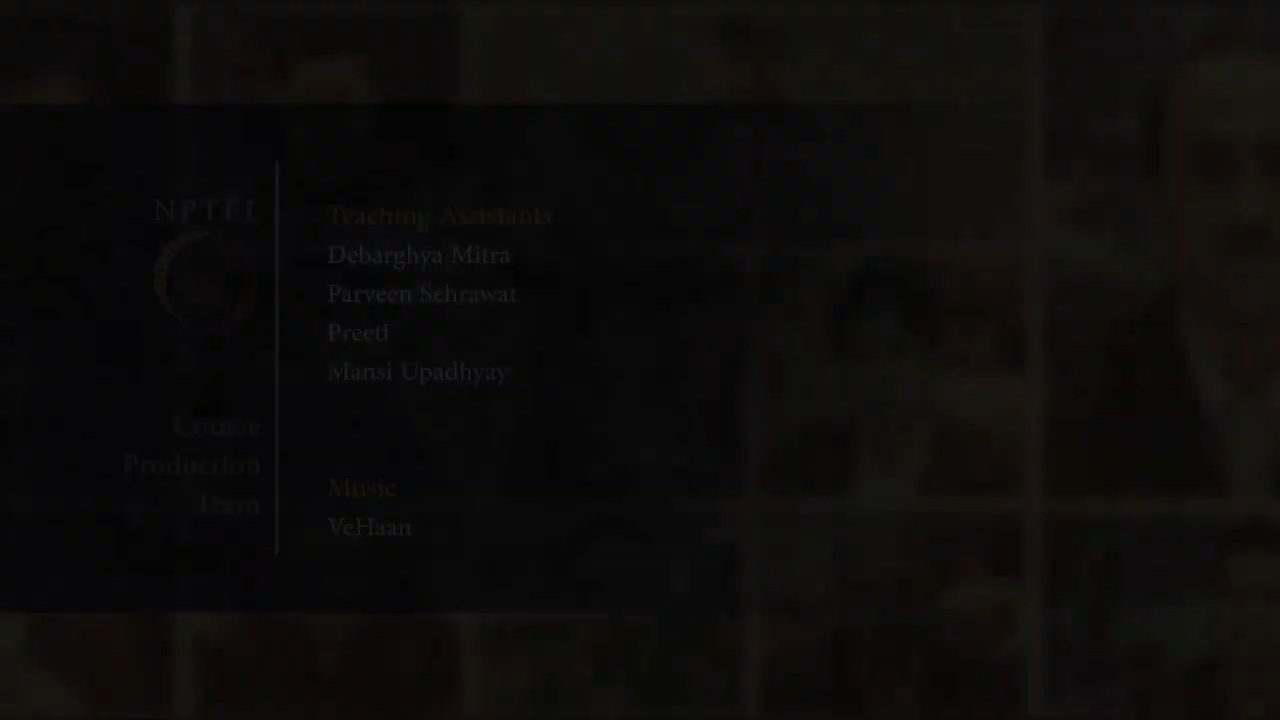 NPTEL
Course
Production
Team
Teaching Assistants
Debarghya Mitra
Parveen Sehrawat
Preeti
Mansi Upadhyay
Music
VeHaan